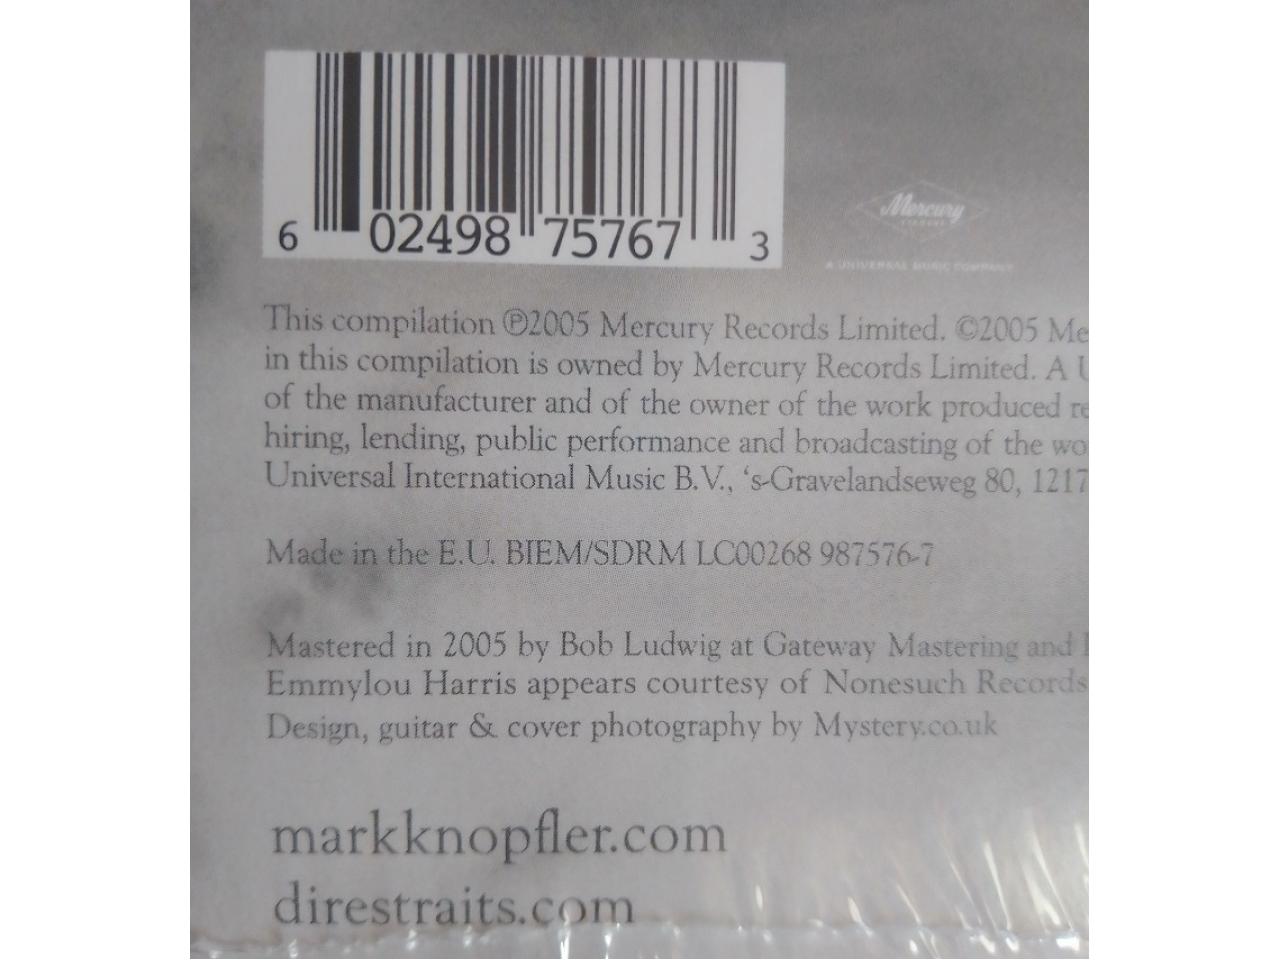 6 02498 75767 3
Mercury
A UNIVERSAL MUSIC COMPANY
This compilation ℗2005 Mercury Records Limited. ©2005 Me
in this compilation is owned by Mercury Records Limited. A U
of the manufacturer and of the owner of the work produced re
hiring, lending, public performance and broadcasting of the wo
Universal International Music B.V., ‘s-Gravelandseweg 80, 1217
Made in the E.U. BIEM/SDRM LC00268 987576-7
Mastered in 2005 by Bob Ludwig at Gateway Mastering and
Emmylou Harris appears courtesy of Nonesuch Records
Design, guitar & cover photography by Mystery.co.uk
markknopfler.com
direstraits.com